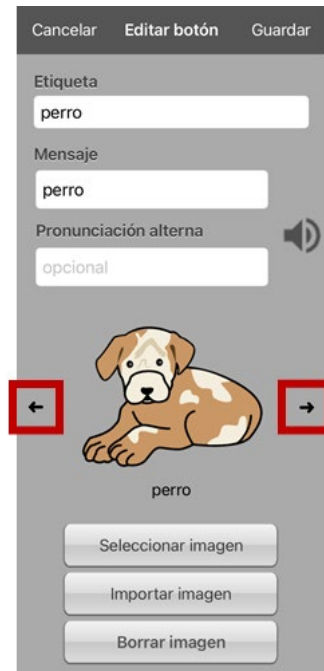 Cancelar Editar botón Guardar
Etiqueta
perro
Mensaje
perro
Pronunciación alterna
opcional
← →
perro
Seleccionar imagen
Importar imagen
Borrar imagen